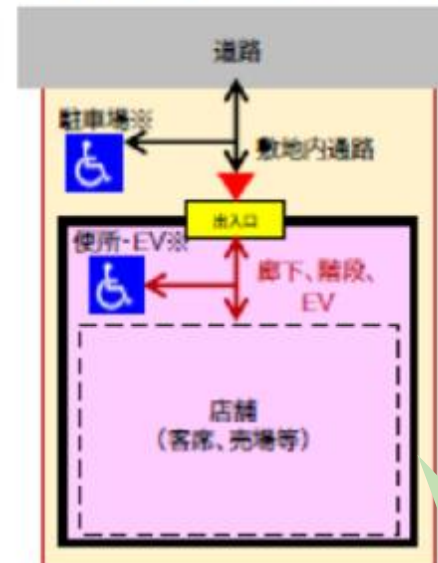 道路
駐車場※
敷地内通路
出入口
便所・EV※
廊下、階段、
EV
店舗
（客席、売場等）